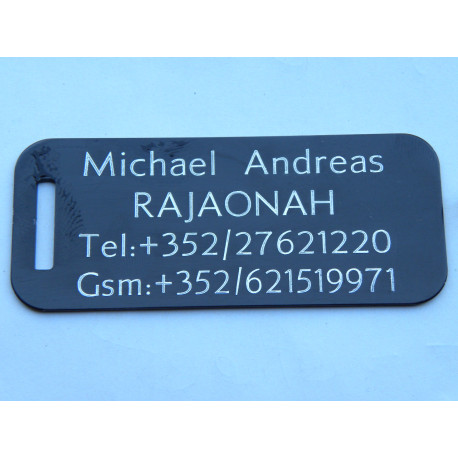 Michael Andreas
RAJAONAH
Tel:+352/27621220
Gsm:+352/621519971